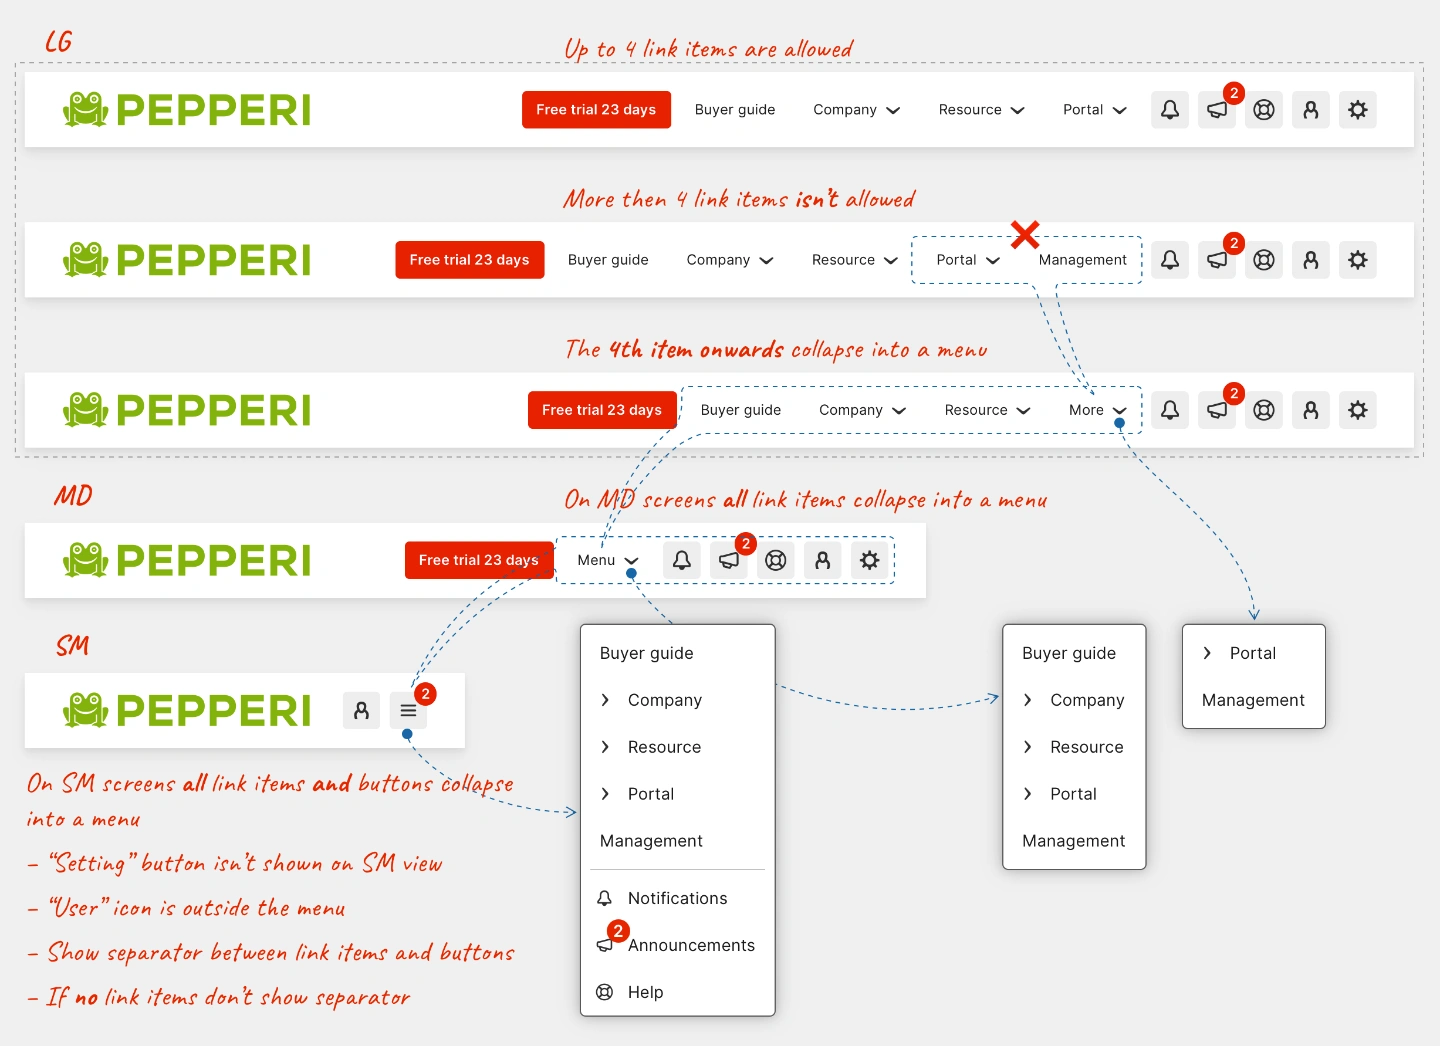 LG
Up to 4 link items are allowed
PEPPERI Free trial 23 days Buyer guide Company Resource Portal 2
More then 4 link items isn't allowed
PEPPERI Free trial 23 days Buyer guide Company Resource Portal Management 2
The 4th item onwards collapse into a menu
PEPPERI Free trial 23 days Buyer guide Company Resource More 2
MD
On MD screens all link items collapse into a menu
PEPPERI Free trial 23 days Menu 2
SM
PEPPERI 2
On SM screens all link items and buttons collapse
into a menu
- "Setting" button isn't shown on SM view
- "User" icon is outside the menu
- Show separator between link items and buttons
- If no link items don't show separator
Buyer guide
Company
Resource
Portal
Management
Notifications
2
Announcements
Help
Buyer guide
Company
Resource
Portal
Management
Portal
Management